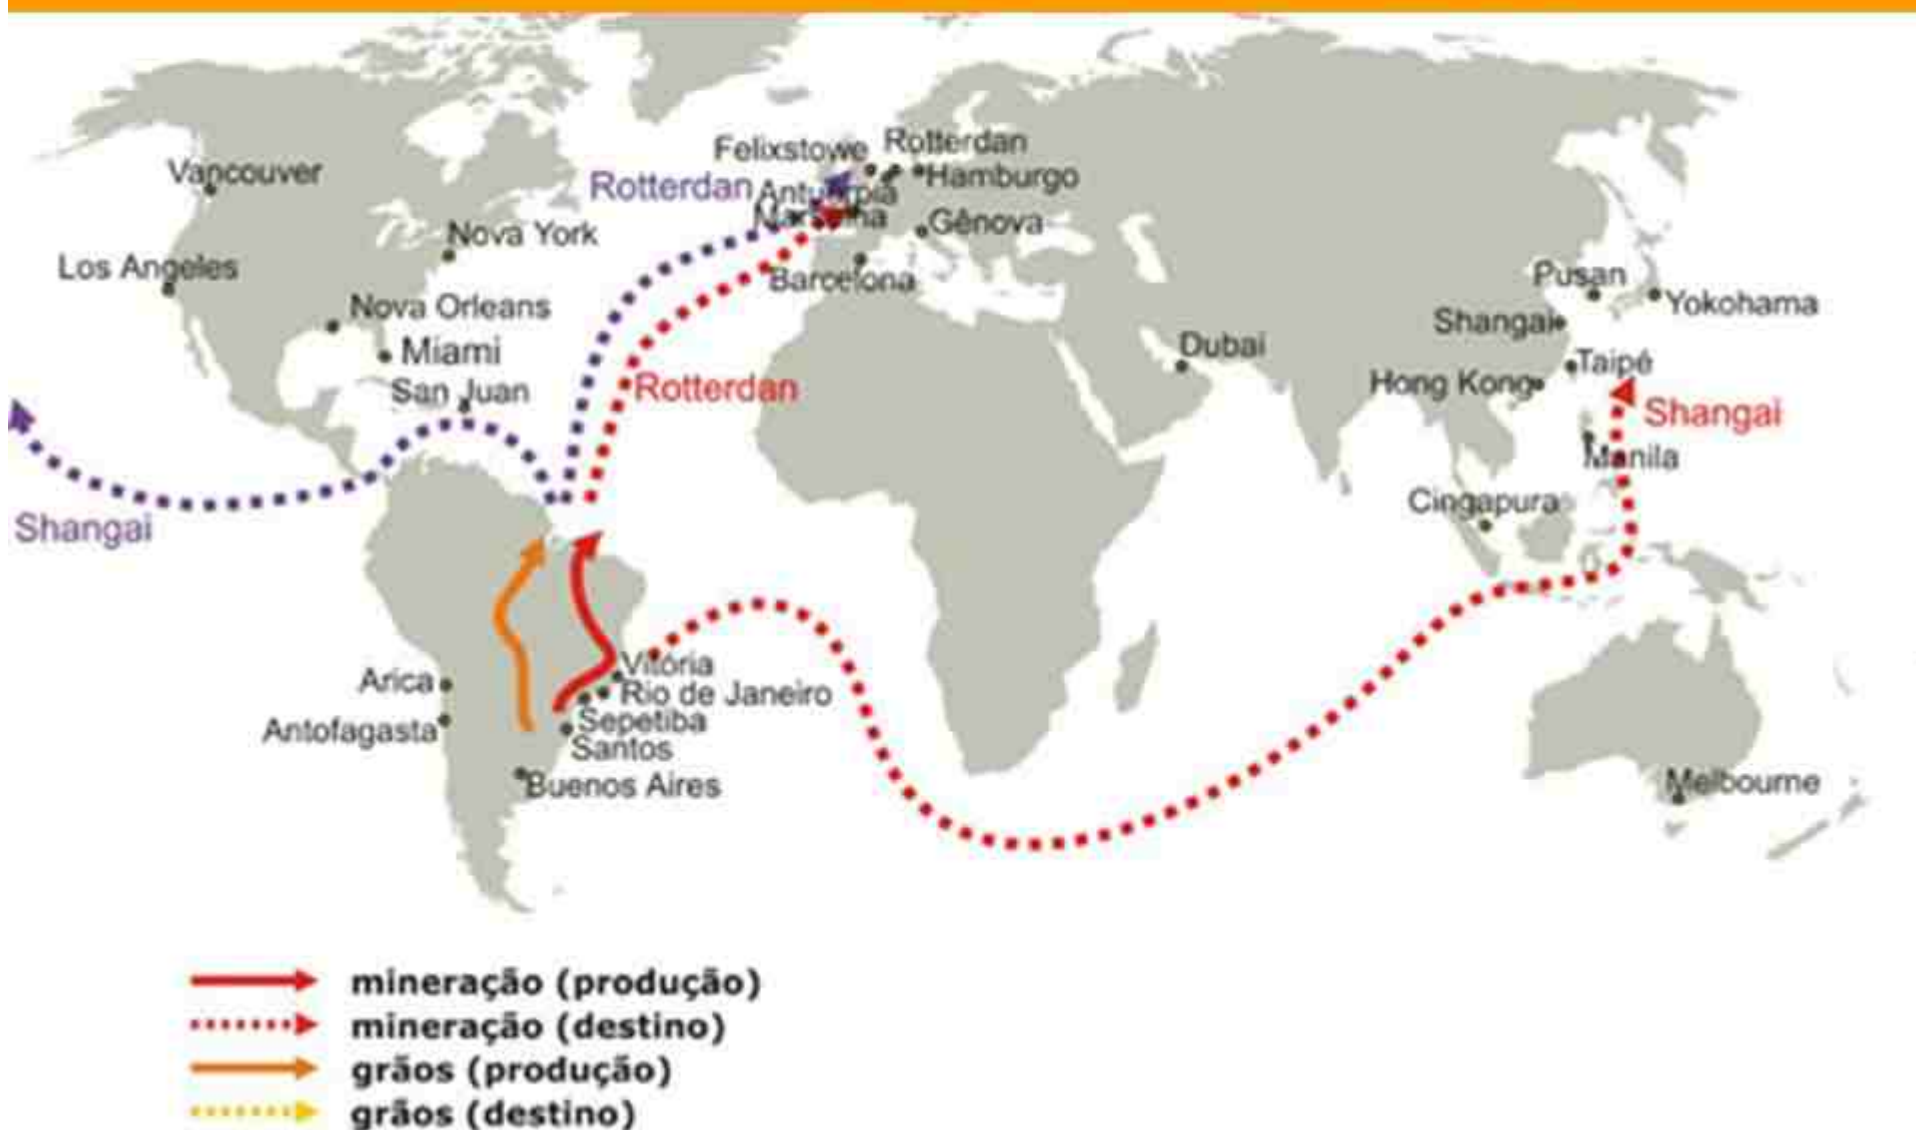 Felixstowe
Rotterdan
Vancouver
Rotterdan
Antuérpia
Hamburgo
Nova York
Gênova
Los Angeles
Barcelona
Pusan
Nova Orleans
Yokohama
Shangai
Miami
Dubai
Taipé
San Juan
Rotterdan
Hong Kong
Shangai
Manila
Cingapura
Shangai
Vitória
Arica
Rio de Janeiro
Sepetiba
Antofagasta
Santos
Buenos Aires
Melbourne
mineração (produção)
mineração (destino)
grãos (produção)
grãos (destino)